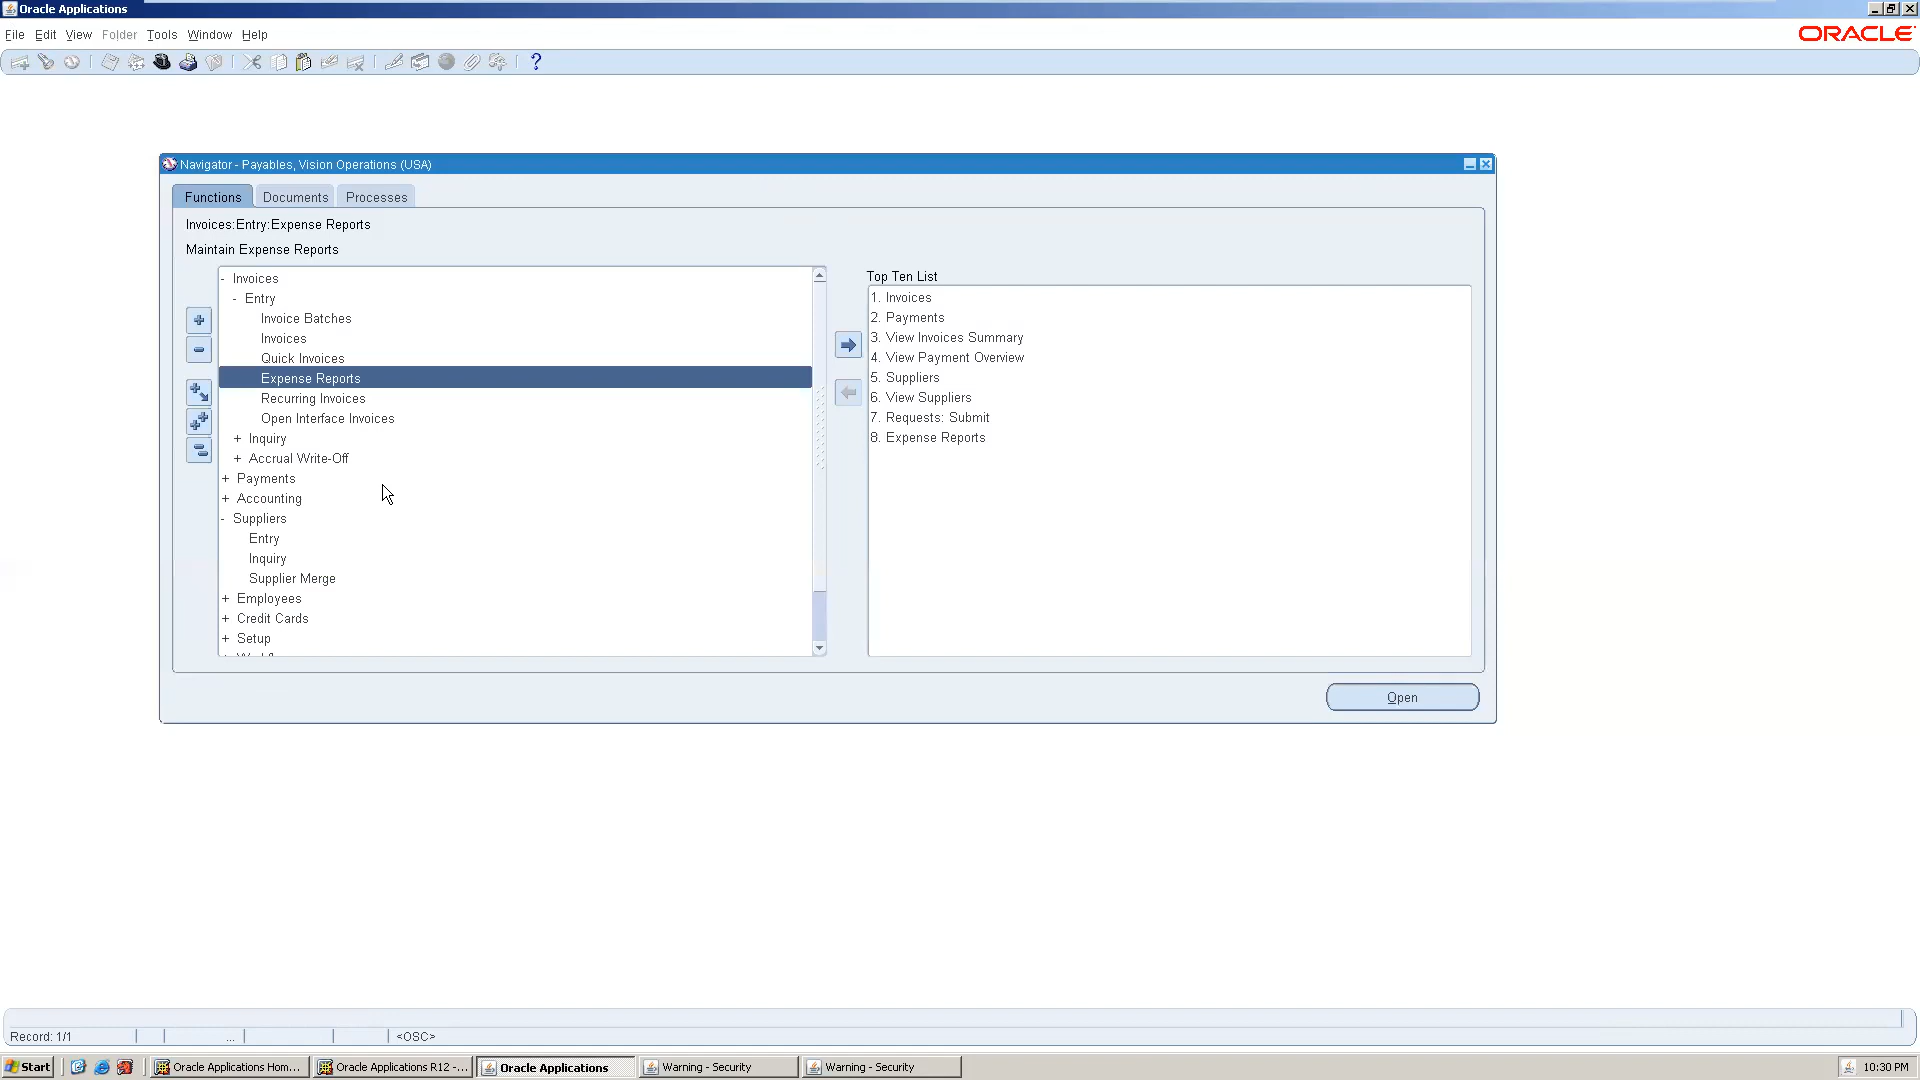 Oracle Applications
File Edit View Folder Tools Window Help
ORACLE
Navigator - Payables, Vision Operations (USA)
Functions Documents Processes
Invoices:Entry:Expense Reports
Maintain Expense Reports
- Invoices
- Entry
Invoice Batches
Invoices
Quick Invoices
Expense Reports
Recurring Invoices
Open Interface Invoices
+ Inquiry
+ Accrual Write-Off
+ Payments
+ Accounting
- Suppliers
Entry
Inquiry
Supplier Merge
+ Employees
+ Credit Cards
+ Setup
Top Ten List
1. Invoices
2. Payments
3. View Invoices Summary
4. View Payment Overview
5. Suppliers
6. View Suppliers
7. Requests: Submit
8. Expense Reports
Open
Record: 1/1 ... <OSC>
Start Oracle Applications Hom... Oracle Applications R12 -... Oracle Applications Warning - Security Warning - Security 10:30 PM